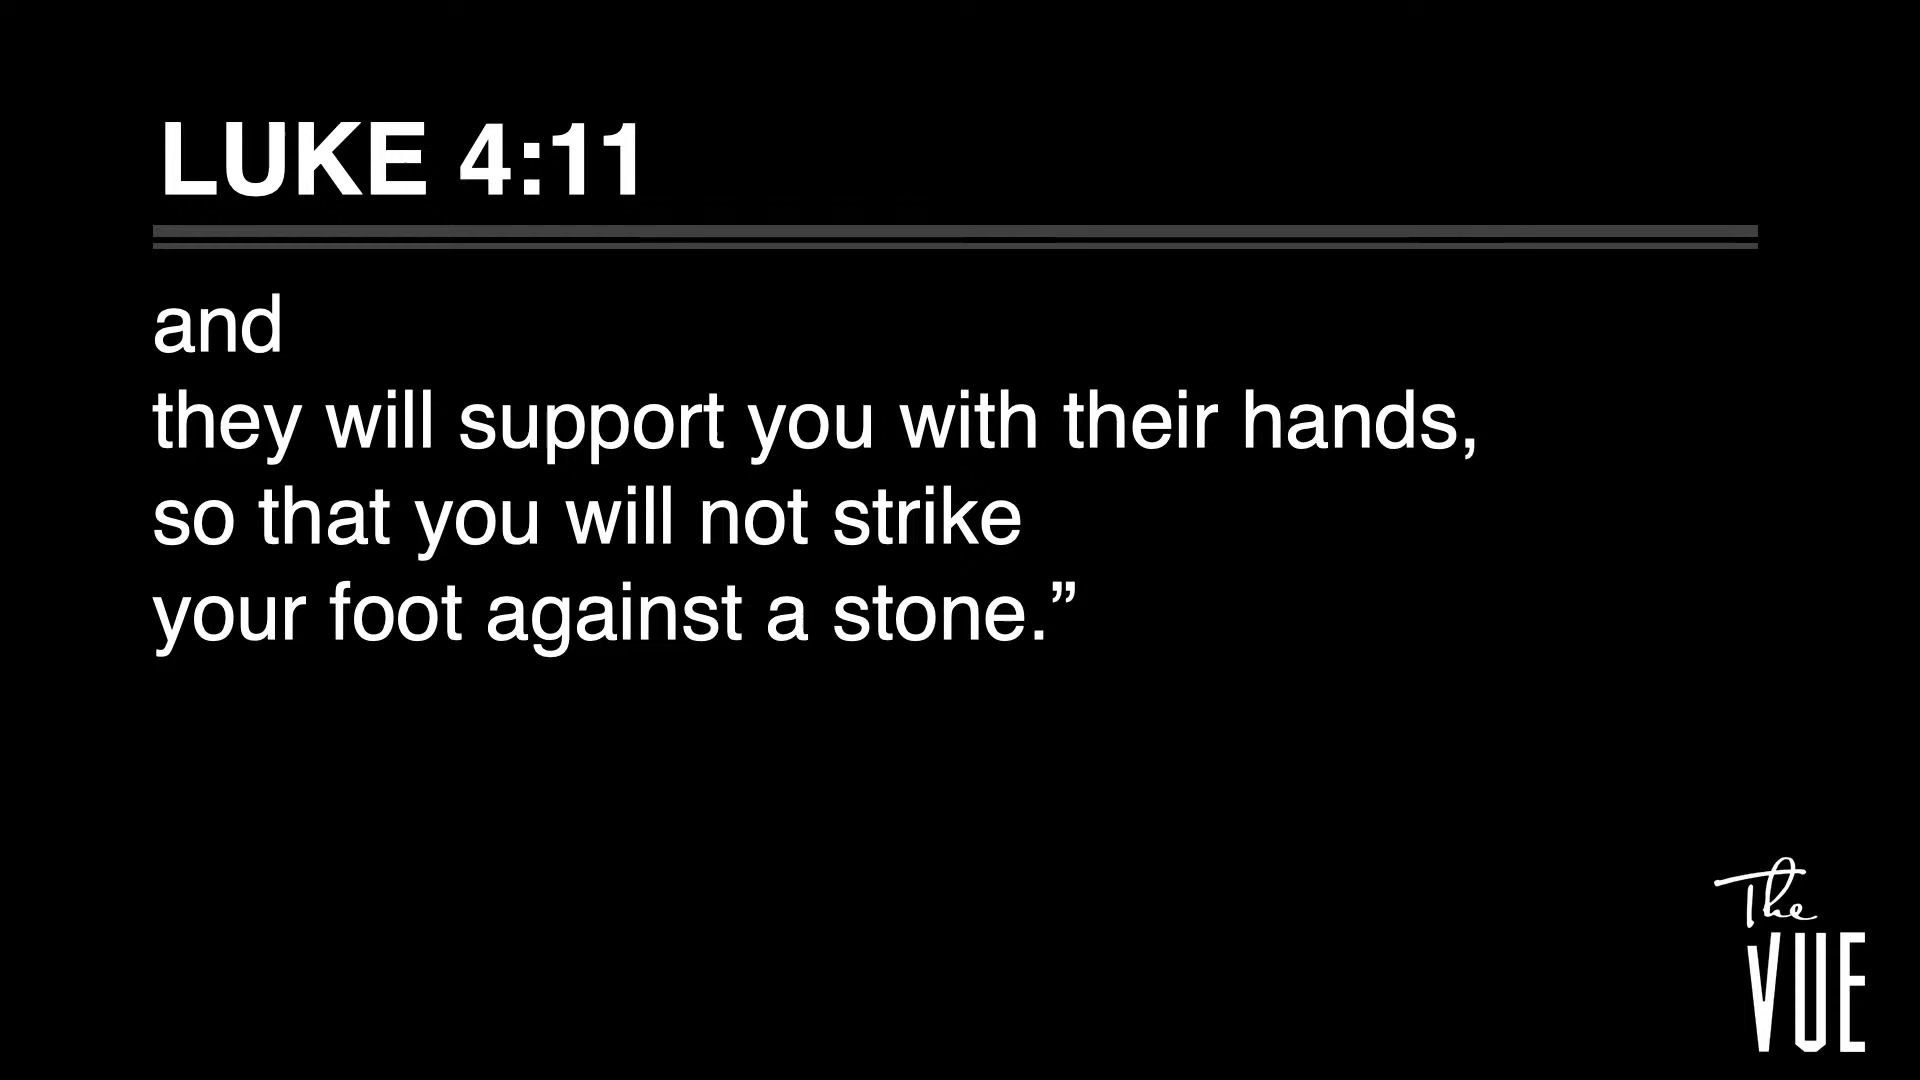 LUKE 4:11
and
they will support you with their hands,
so that you will not strike
your foot against a stone.”
The
VUE